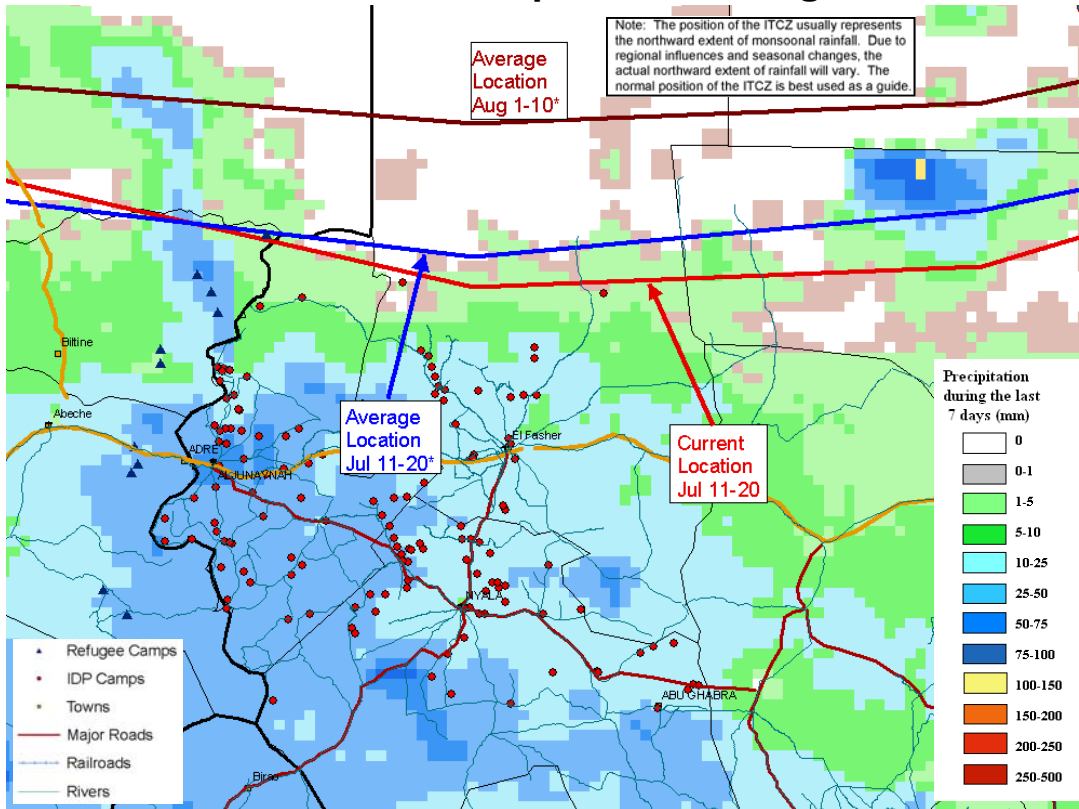 Note: The position of the ITCZ usually represents
the northward extent of monsoonal rainfall. Due to
regional influences and seasonal changes, the
actual northward extent of rainfall will vary. The
normal position of the ITCZ is best used as a guide.
Average
Location
Aug 1-10*
Biltine
Abeche
ADRE
AL JUNAYNAH
El Fasher
Average
Location
Jul 11-20*
Current
Location
Jul 11-20
NYALA
ABU GHABRA
Birao
Precipitation
during the last
7 days (mm)
0
0-1
1-5
5-10
10-25
25-50
50-75
75-100
100-150
150-200
200-250
250-500
Refugee Camps
IDP Camps
Towns
Major Roads
Railroads
Rivers